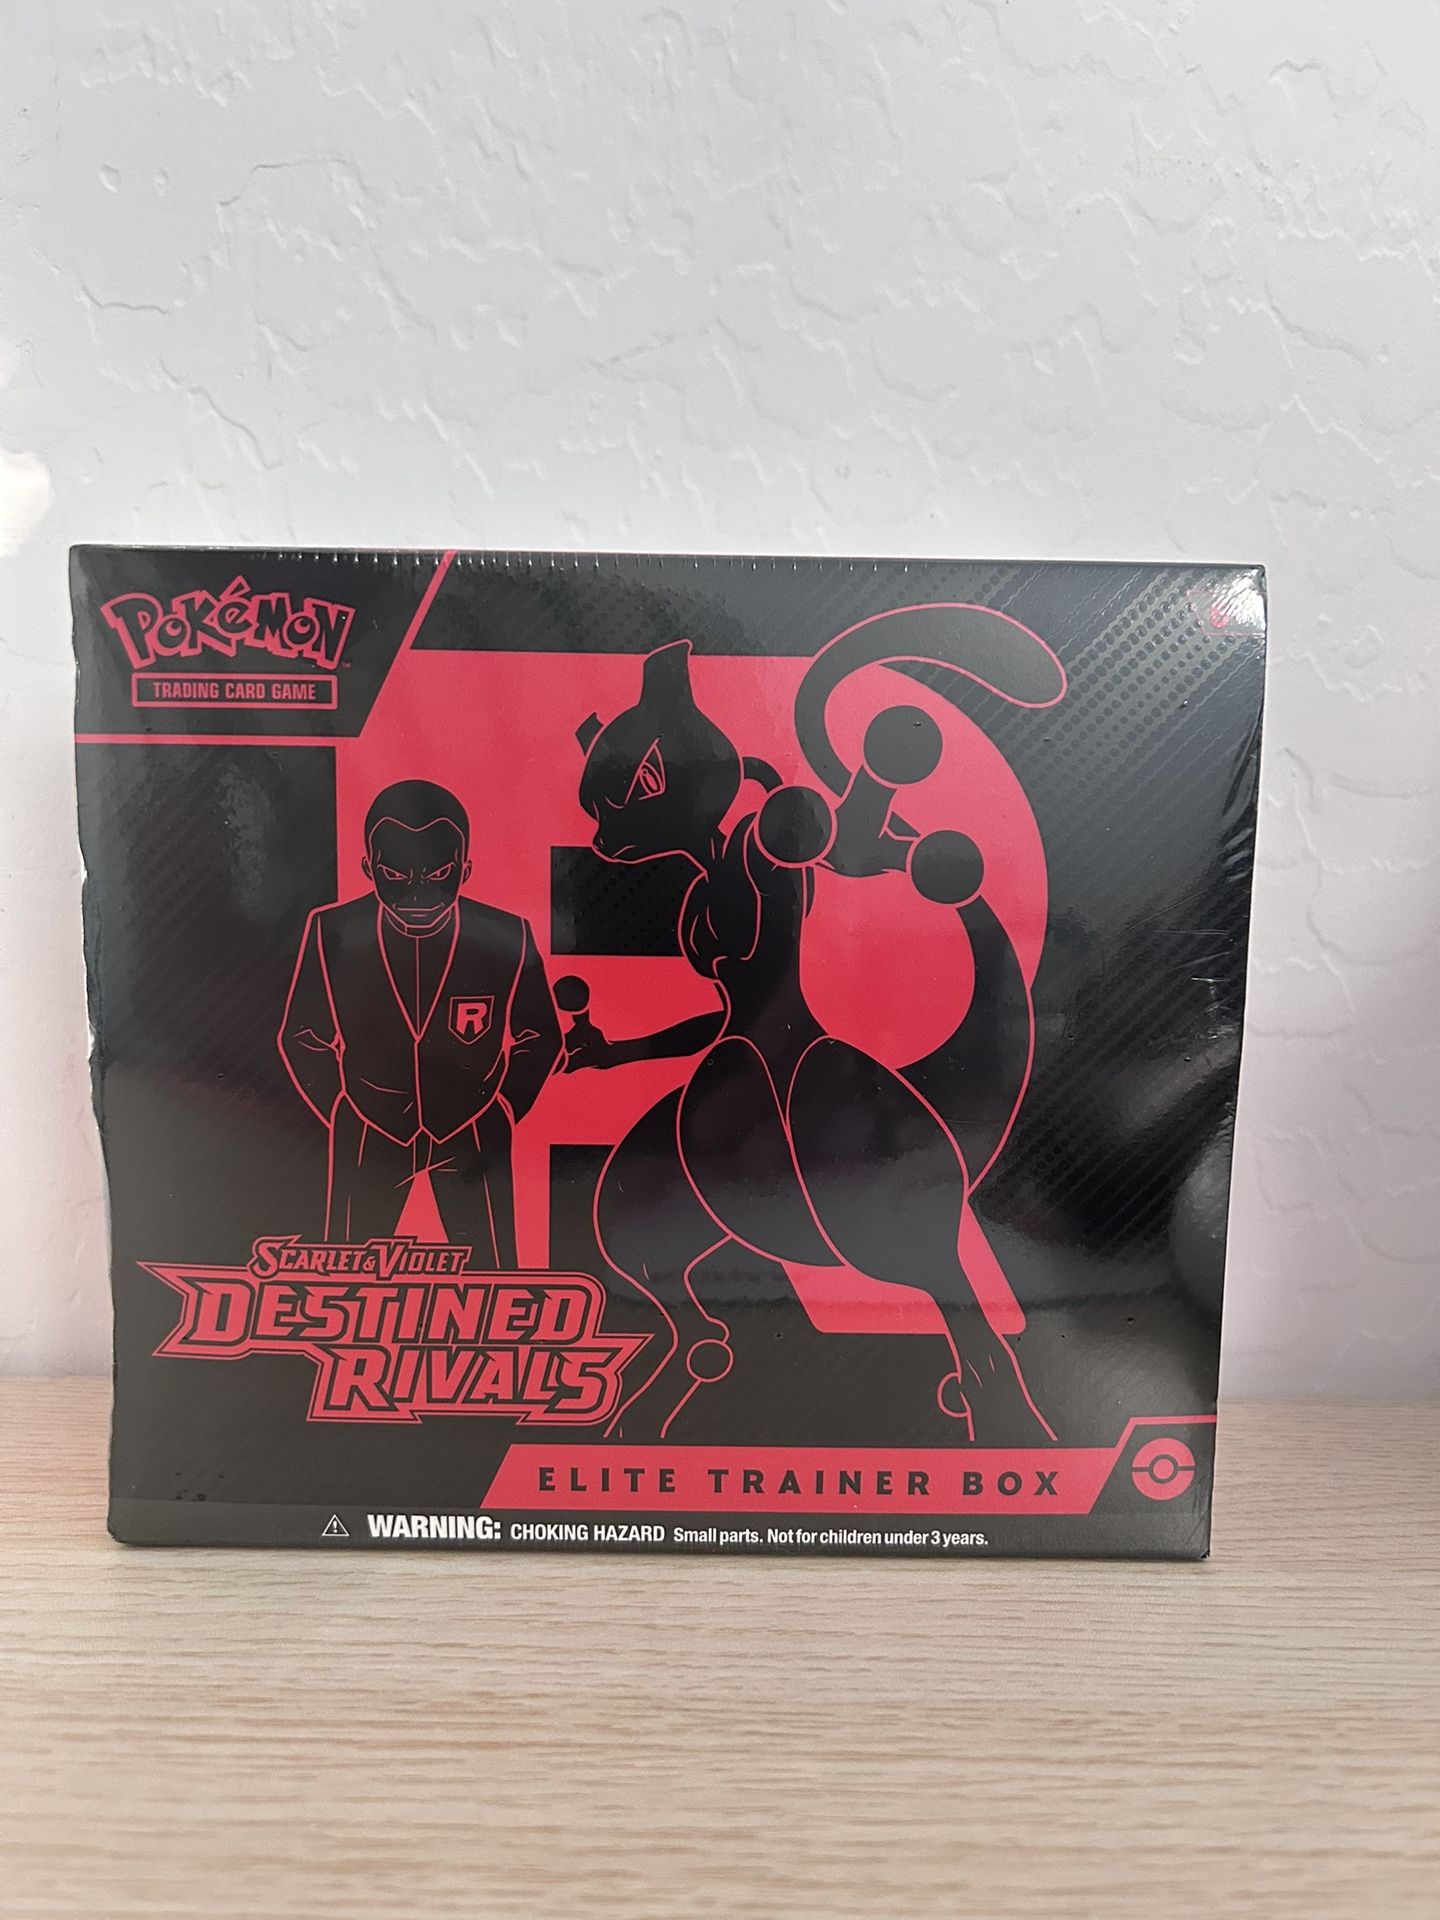 POKÉMON
TRADING CARD GAME
R
SCARLET & VIOLET
DESTINED
RIVALS
ELITE TRAINER BOX
WARNING: CHOKING HAZARD Small parts. Not for children under 3 years.